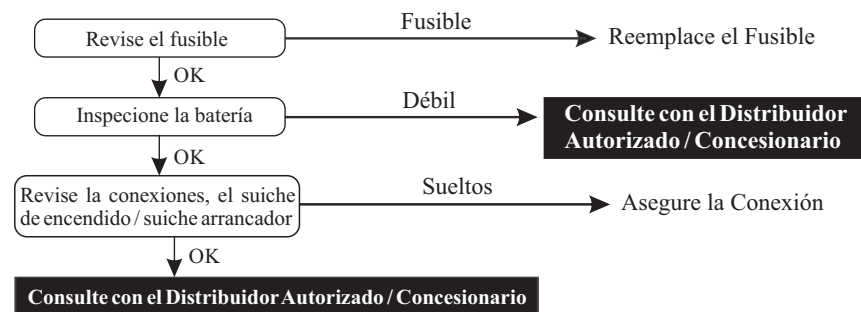 Revise el fusible
Fusible
Reemplace el Fusible
OK
Inspecione la batería
Débil
Consulte con el Distribuidor
Autorizado / Concesionario
OK
Revise la conexiones, el suiche
de encendido / suiche arrancador
Sueltos
Asegure la Conexión
OK
Consulte con el Distribuidor Autorizado / Concesionario